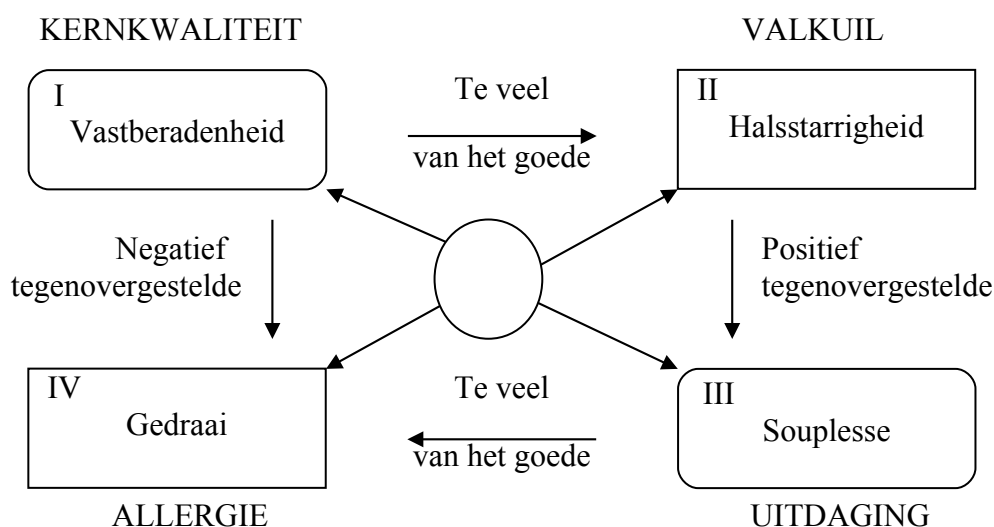 KERNKWALITEIT
VALKUIL
I
Vastberadenheid
Te veel
van het goede
II
Halsstarrigheid
Negatief
tegenovergestelde
Positief
tegenovergestelde
IV
Gedraai
Te veel
van het goede
III
Souplesse
ALLERGIE
UITDAGING